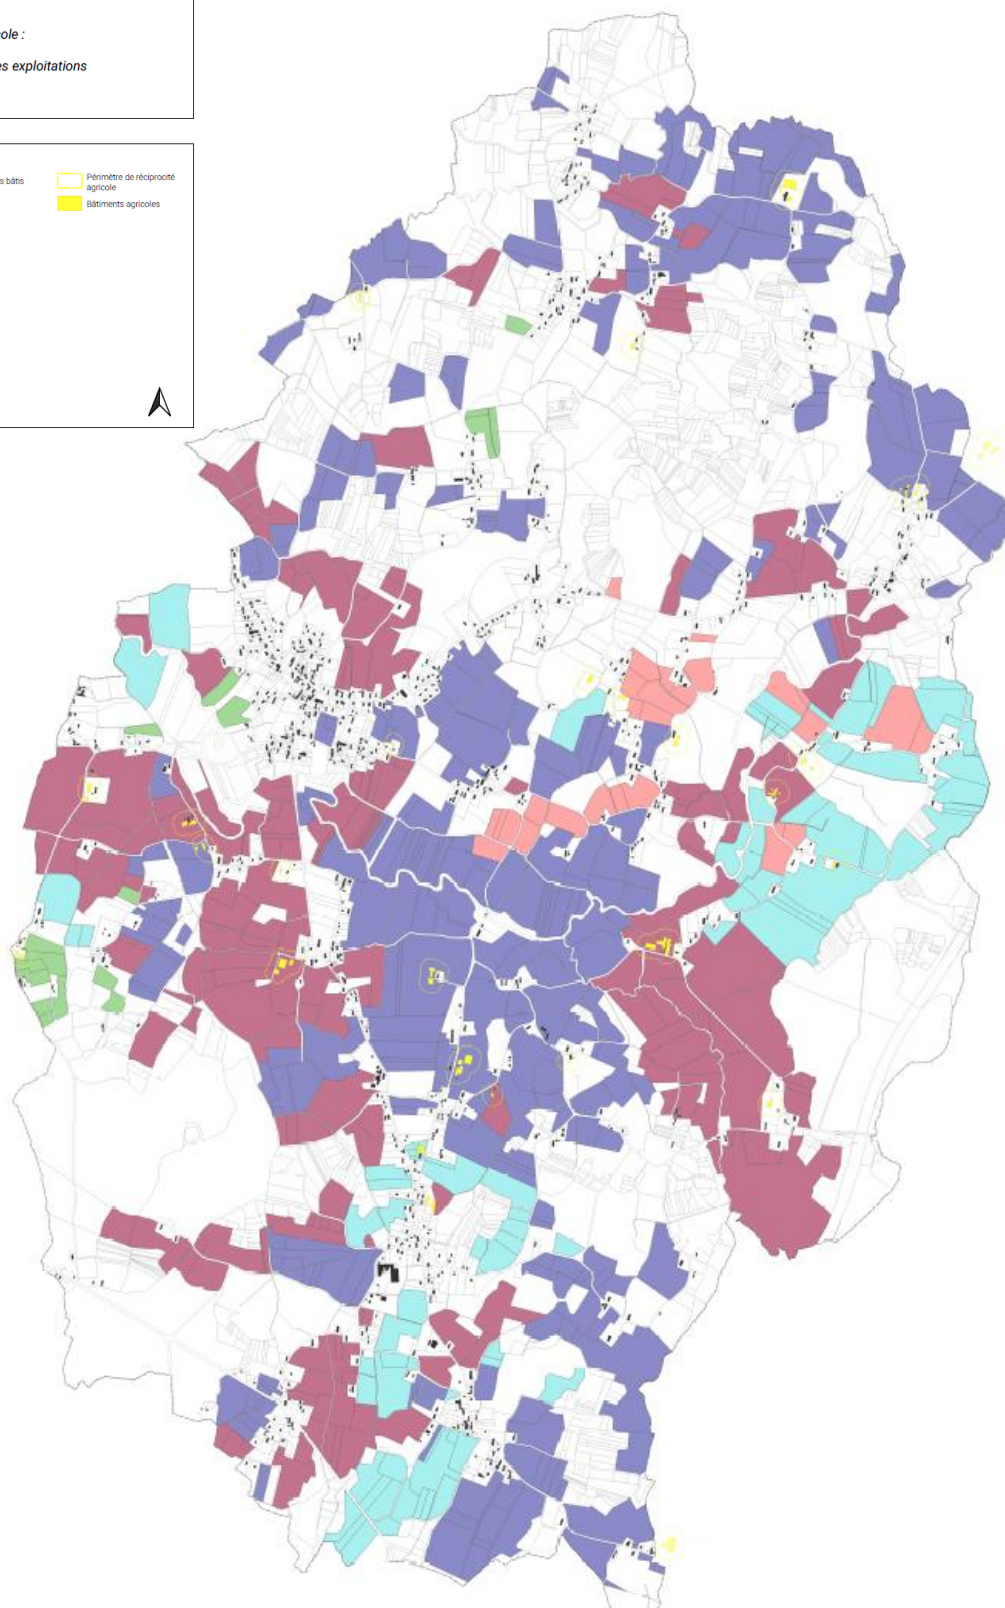 ole :
es exploitations
s bâtis
Périmètre de réciprocité
agricole
Bâtiments agricoles